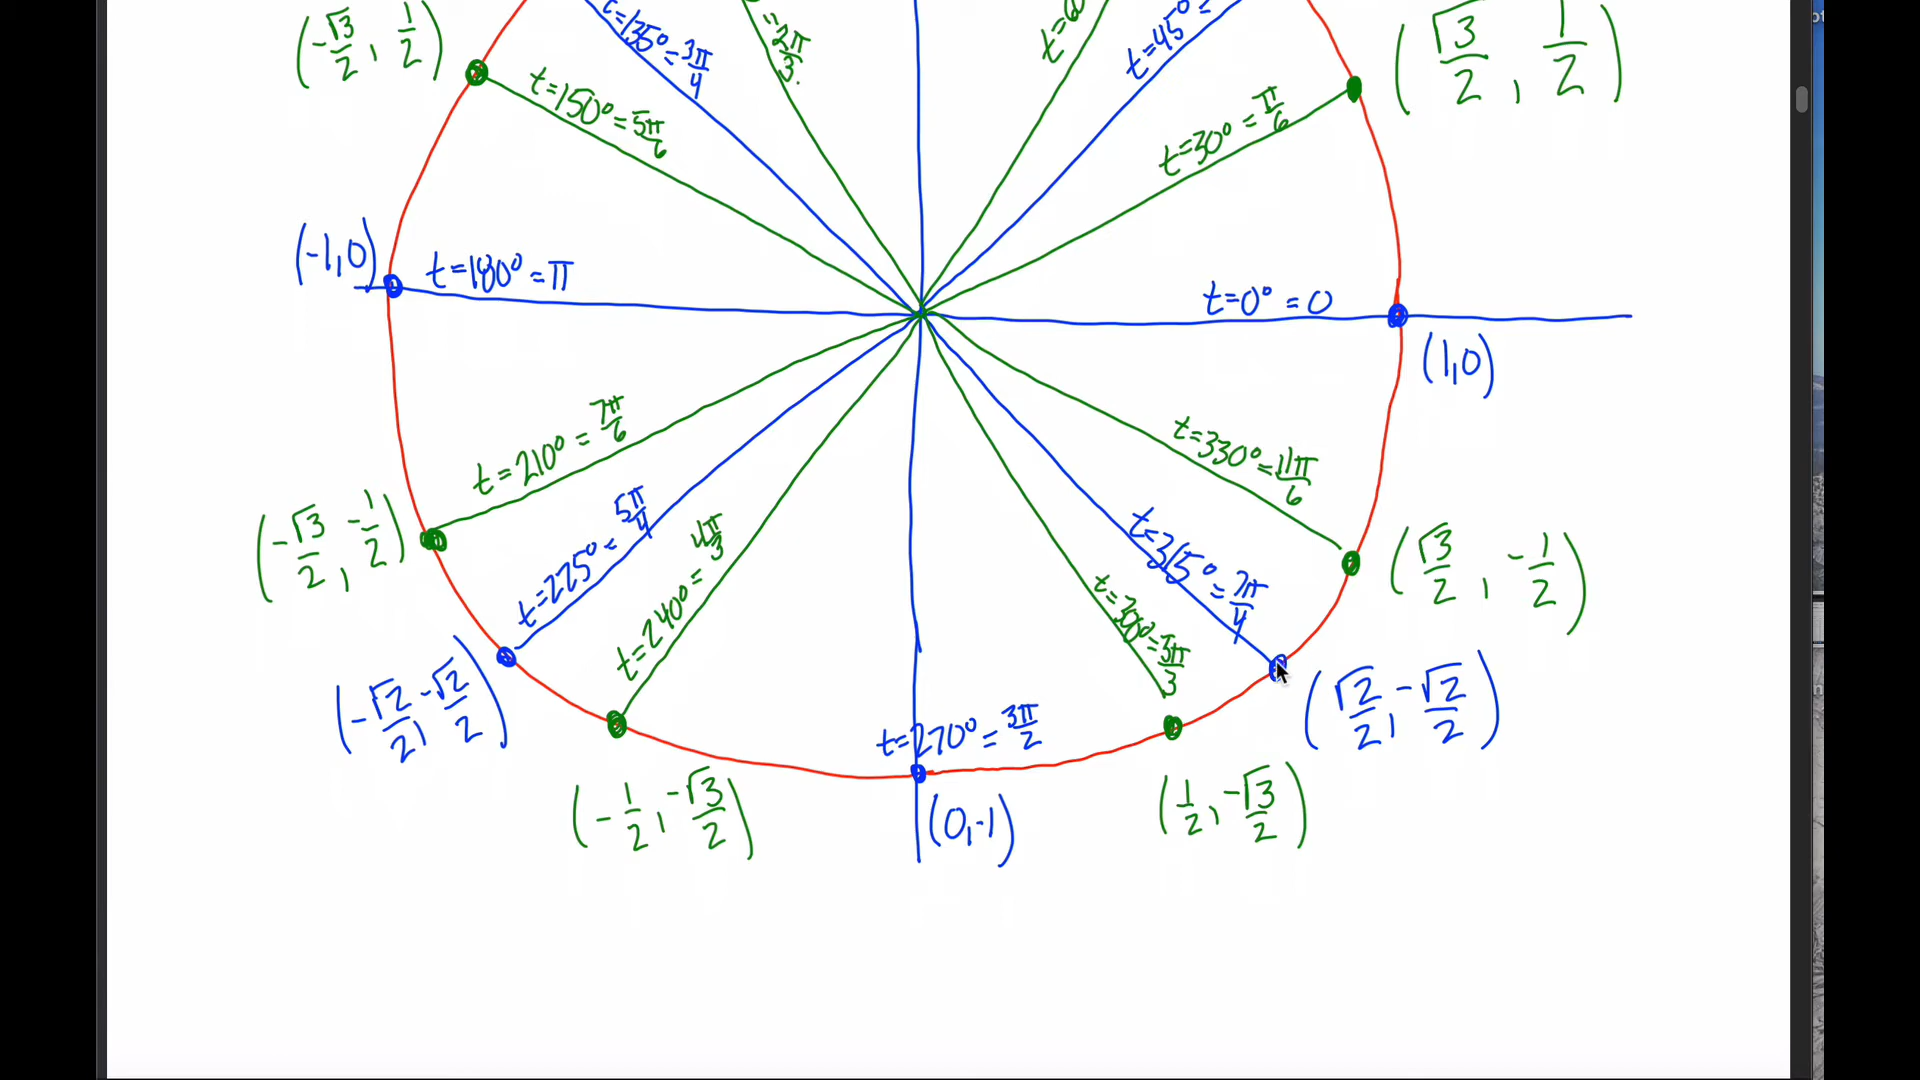 (-√3/2, 1/2)
t=135°=3π/4
=2π/3
t=6
t=45°=
(√3/2, 1/2)
t=150°=5π/6
t=30°=π/6
(-1,0)
t=180°=π
t=0°=0
(1,0)
t=210°=7π/6
t=330°=11π/6
(-√3/2, -1/2)
t=225°=5π/4
t=240°=4π/3
t=315°=7π/4
(√3/2, -1/2)
t=300°=5π/3
(-√2/2, -√2/2)
t=270°=3π/2
(√2/2, -√2/2)
(-1/2, -√3/2)
(0,-1)
(1/2, -√3/2)